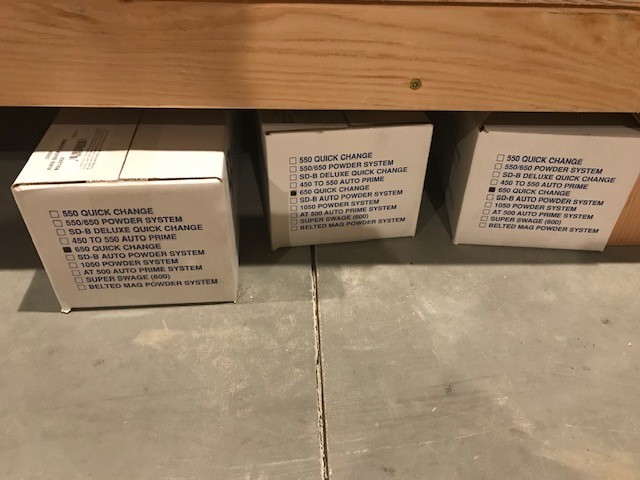 550 QUICK CHANGE
550/650 POWDER SYSTEM
SD-B DELUXE QUICK CHANGE
450 TO 550 AUTO PRIME
650 QUICK CHANGE
SD-B AUTO POWDER SYSTEM
1050 POWDER SYSTEM
AT 500 AUTO PRIME SYSTEM
SUPER SWAGE (600)
BELTED MAG POWDER SYSTEM
550 QUICK CHANGE
550/650 POWDER SYSTEM
SD-B DELUXE QUICK CHANGE
450 TO 550 AUTO PRIME
650 QUICK CHANGE
SD-B AUTO POWDER SYSTEM
1050 POWDER SYSTEM
AT 500 AUTO PRIME SYSTEM
SUPER SWAGE (600)
BELTED MAG POWDER SYSTEM
550 QUICK CHANGE
550/650 POWDER SYSTEM
SD-B DELUXE QUICK CHANGE
450 TO 550 AUTO PRIME
650 QUICK CHANGE
SD-B AUTO POWDER SYSTEM
1050 POWDER SYSTEM
AT 500 AUTO PRIME SYSTEM
SUPER SWAGE (600)
BELTED MAG POWDER SYSTEM